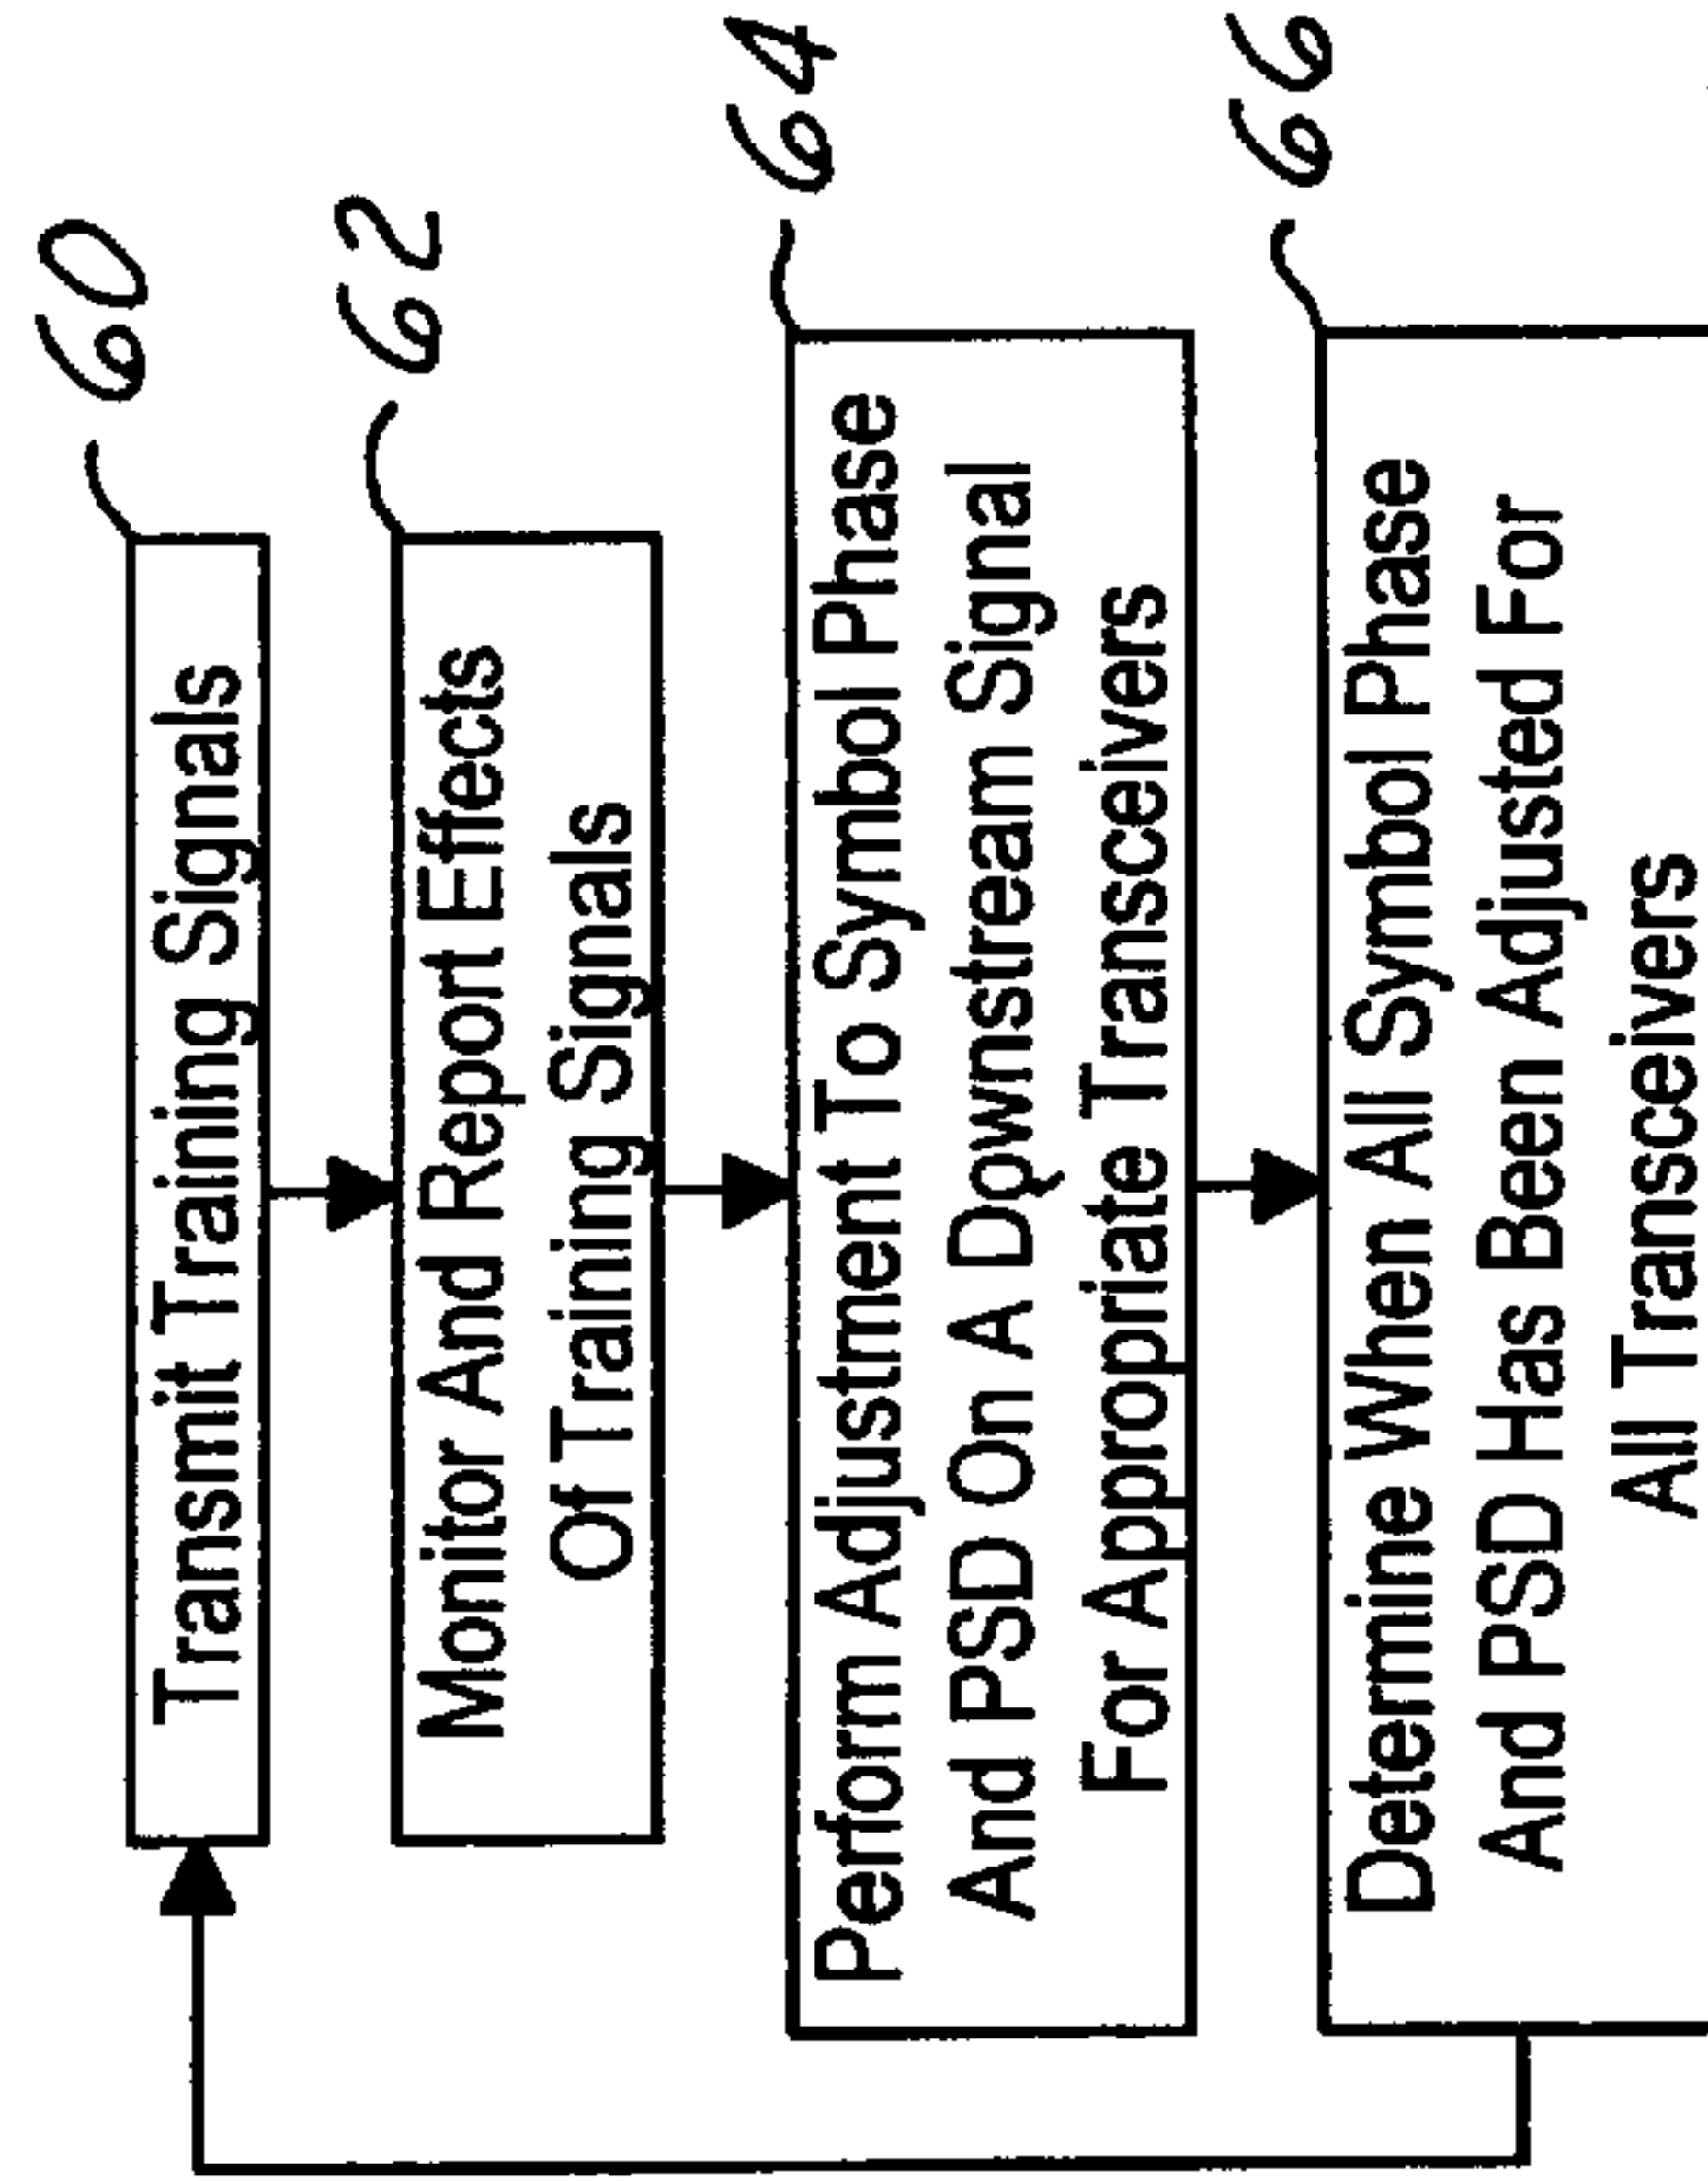 60
Transmit Training Signals
62
Monitor And Report Effects
Of Training Signals
64
Perform Adjustment To Symbol Phase
And PSD On A Downstream Signal
For Appropriate Transceivers
66
Determine When All Symbol Phase
And PSD Has Been Adjusted For
All Transceivers